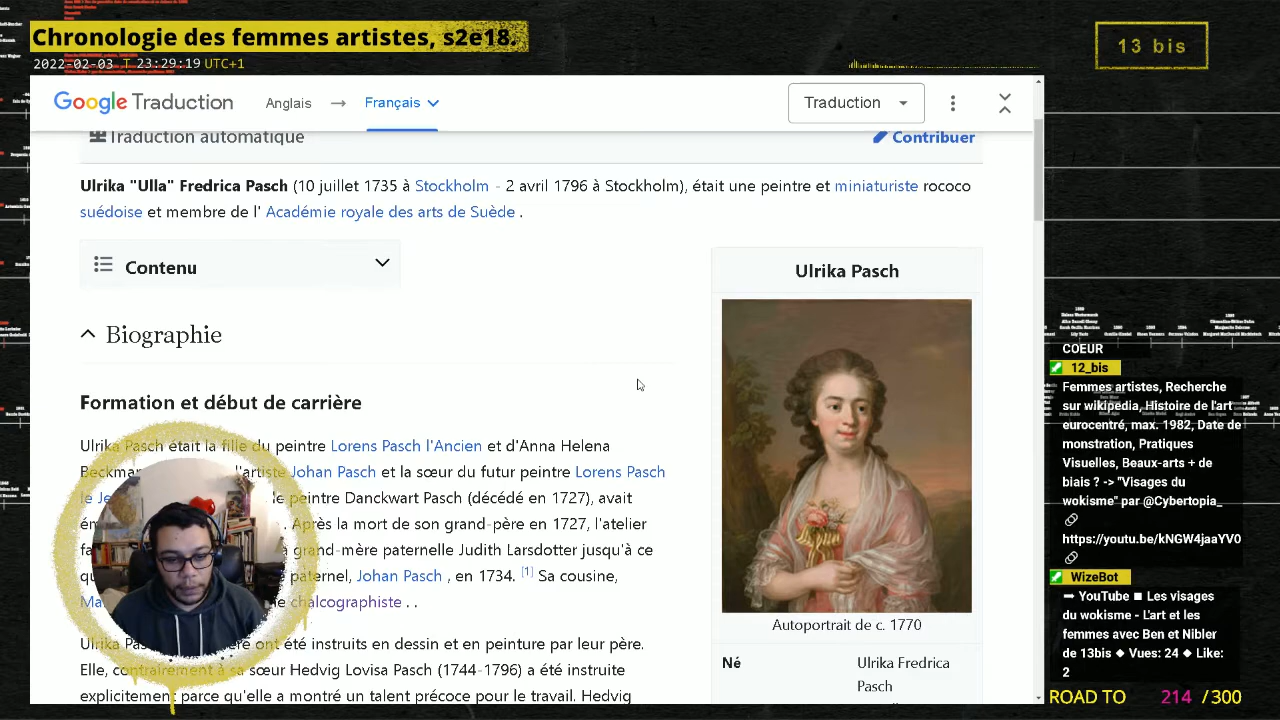 Chronologie des femmes artistes, s2e18.
2022-02-03 T 23:29:19 UTC+1
13 bis
Google Traduction
Anglais → Français
Traduction
Traduction automatique
Contribuer
Ulrika "Ulla" Fredrica Pasch (10 juillet 1735 à Stockholm - 2 avril 1796 à Stockholm), était une peintre et miniaturiste rococo
suédoise et membre de l' Académie royale des arts de Suède .
Contenu
Biographie
Formation et début de carrière
Ulrika Pasch était la fille du peintre Lorens Pasch l'Ancien et d'Anna Helena
Beckman l'artiste Johan Pasch et la sœur du futur peintre Lorens Pasch
le peintre Danckwart Pasch (décédé en 1727), avait
. Après la mort de son grand-père en 1727, l'atelier
grand-mère paternelle Judith Larsdotter jusqu'à ce
paternel, Johan Pasch , en 1734. [1] Sa cousine,
chalcographiste . .
Ulrika ont été instruits en dessin et en peinture par leur père.
Elle, contrairement à sa sœur Hedvig Lovisa Pasch (1744-1796) a été instruite
explicitement parce qu'elle a montré un talent précoce pour le travail. Hedvig
Ulrika Pasch
Autoportrait de c. 1770
Né
Ulrika Fredrica
Pasch
COEUR
12_bis
Femmes artistes, Recherche
sur wikipedia, Histoire de l'art
eurocentré, max. 1982, Date de
monstration, Pratiques
Visuelles, Beaux-arts + de
biais ? -> "Visages du
wokisme" par @Cybertopia_
https://youtu.be/kNGW4jaaYV0
WizeBot
➡ YouTube ■ Les visages
du wokisme - L'art et les
femmes avec Ben et Nibler
de 13bis ◆ Vues: 24 ◆ Like:
2
ROAD TO 214 / 300